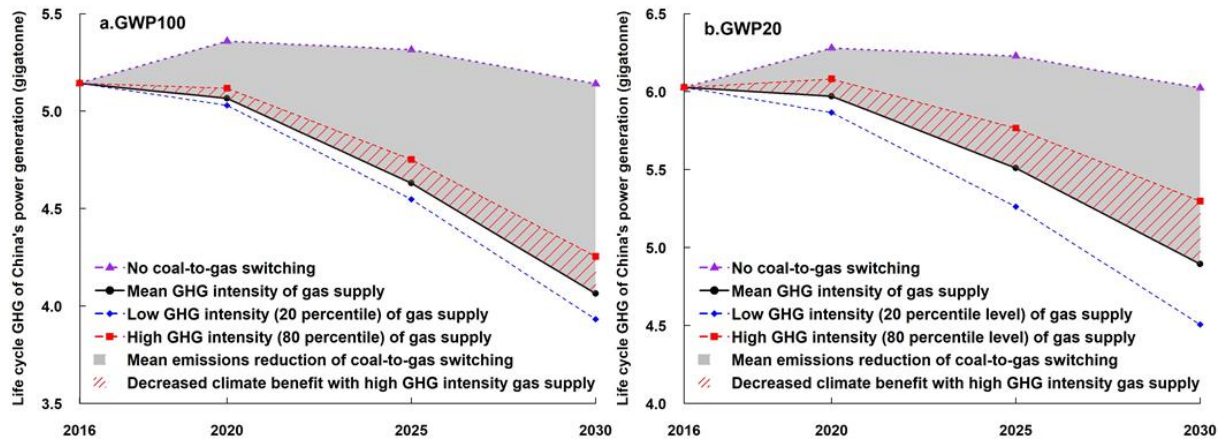 a.GWP100
Life cycle GHG of China's power generation (gigatonne)
5.5
5.0
4.5
4.0
3.5
No coal-to-gas switching
Mean GHG intensity of gas supply
Low GHG intensity (20 percentile) of gas supply
High GHG intensity (80 percentile) of gas supply
Mean emissions reduction of coal-to-gas switching
Decreased climate benefit with high GHG intensity gas supply
2016 2020 2025 2030
b.GWP20
Life cycle GHG of China's power generation (gigatonne)
6.5
6.0
5.5
5.0
4.5
4.0
No coal-to-gas switching
Mean GHG intensity of gas supply
Low GHG intensity (20 percentile level) of gas supply
High GHG intensity (80 percentile level) of gas supply
Mean emissions reduction of coal-to-gas switching
Decreased climate benefit with high GHG intensity gas supply
2016 2020 2025 2030